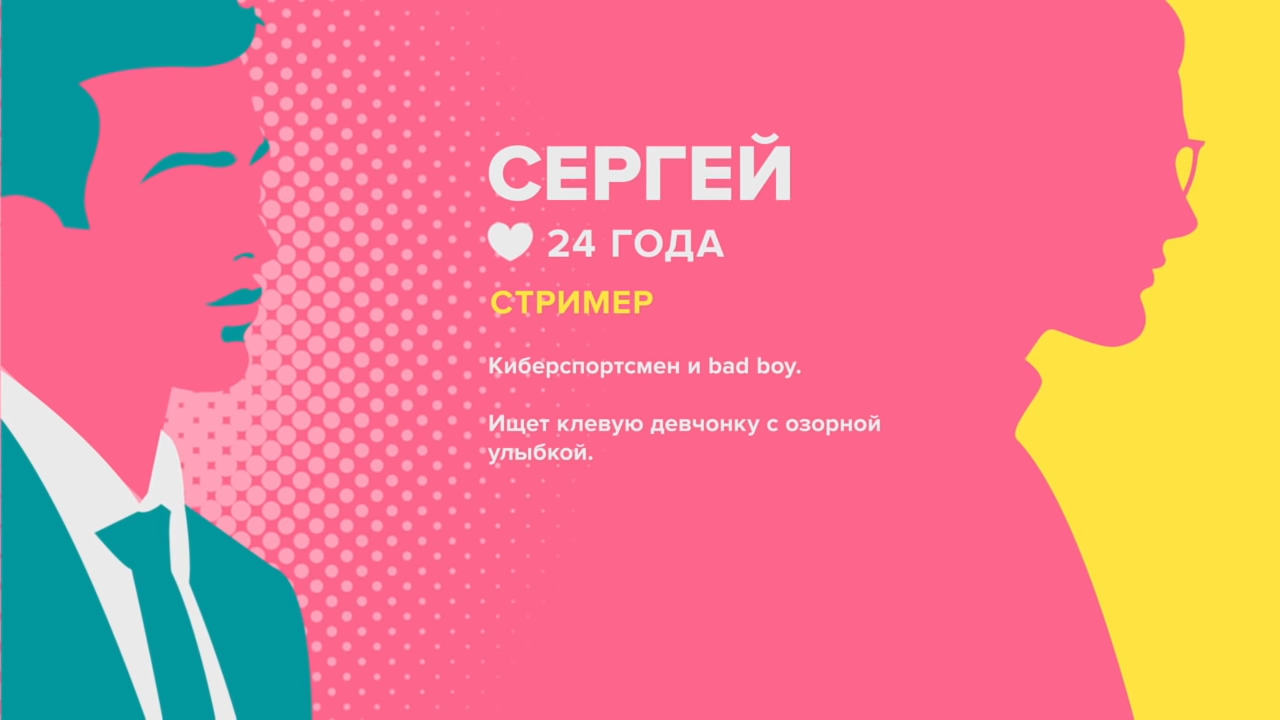 СЕРГЕЙ
24 ГОДА
СТРИМЕР
Киберспортсмен и bad boy.
Ищет клевую девчонку с озорной
улыбкой.